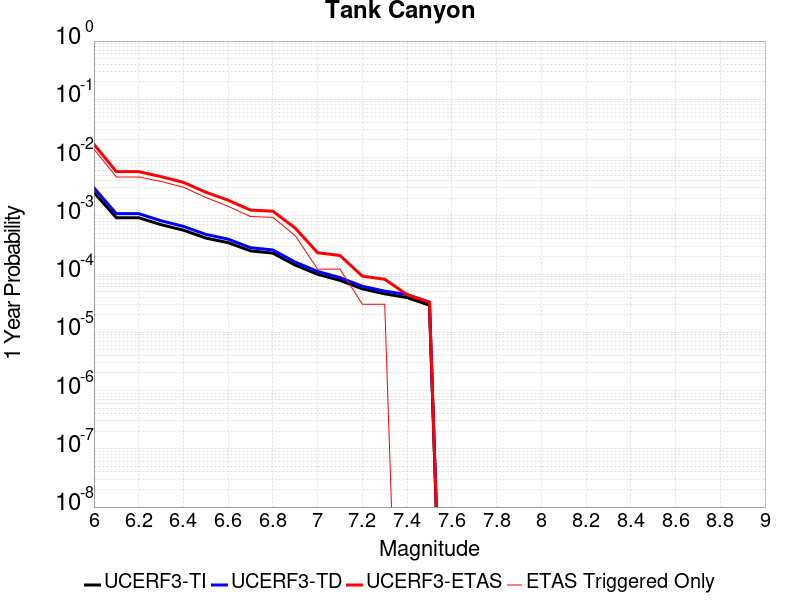 Tank Canyon
10^0
10^-1
10^-2
10^-3
10^-4
10^-5
10^-6
10^-7
10^-8
1 Year Probability
6 6.2 6.4 6.6 6.8 7 7.2 7.4 7.6 7.8 8 8.2 8.4 8.6 8.8 9
Magnitude
UCERF3-TI UCERF3-TD UCERF3-ETAS ETAS Triggered Only